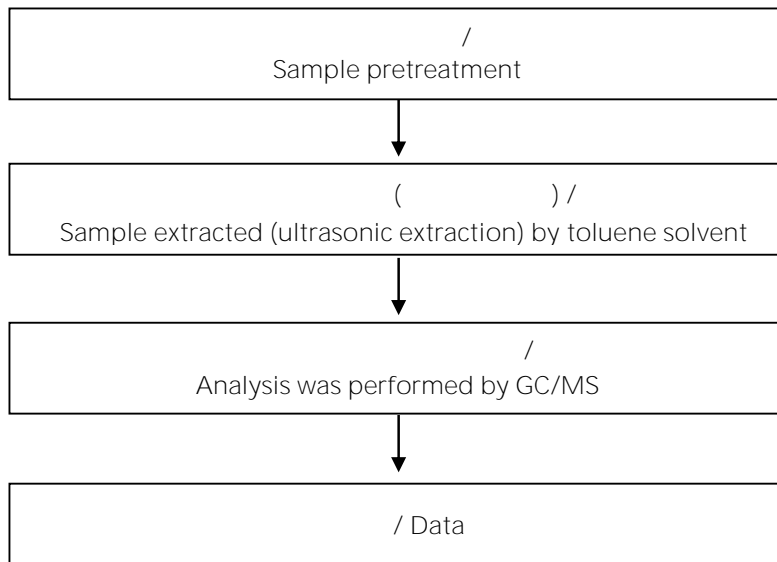 /
Sample pretreatment
( ) /
Sample extracted (ultrasonic extraction) by toluene solvent
/
Analysis was performed by GC/MS
/ Data